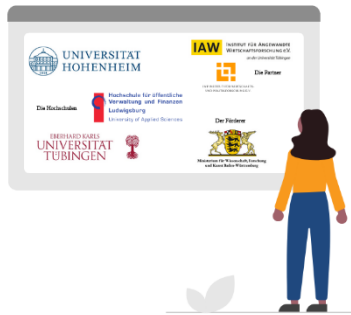 UNIVERSITÄT
HOHENHEIM
IAW
INSTITUT FÜR ANGEWANDTE
WIRTSCHAFTSFORSCHUNG e.V.
an der Universität Tübingen
Die Partner
Die Hochschulen
Hochschule für öffentliche
Verwaltung und Finanzen
Ludwigsburg
University of Applied Sciences
Der Förderer
EBERHARD KARLS
UNIVERSITÄT
TÜBINGEN
Ministerium für Wissenschaft, Forschung
und Kunst Baden-Württemberg